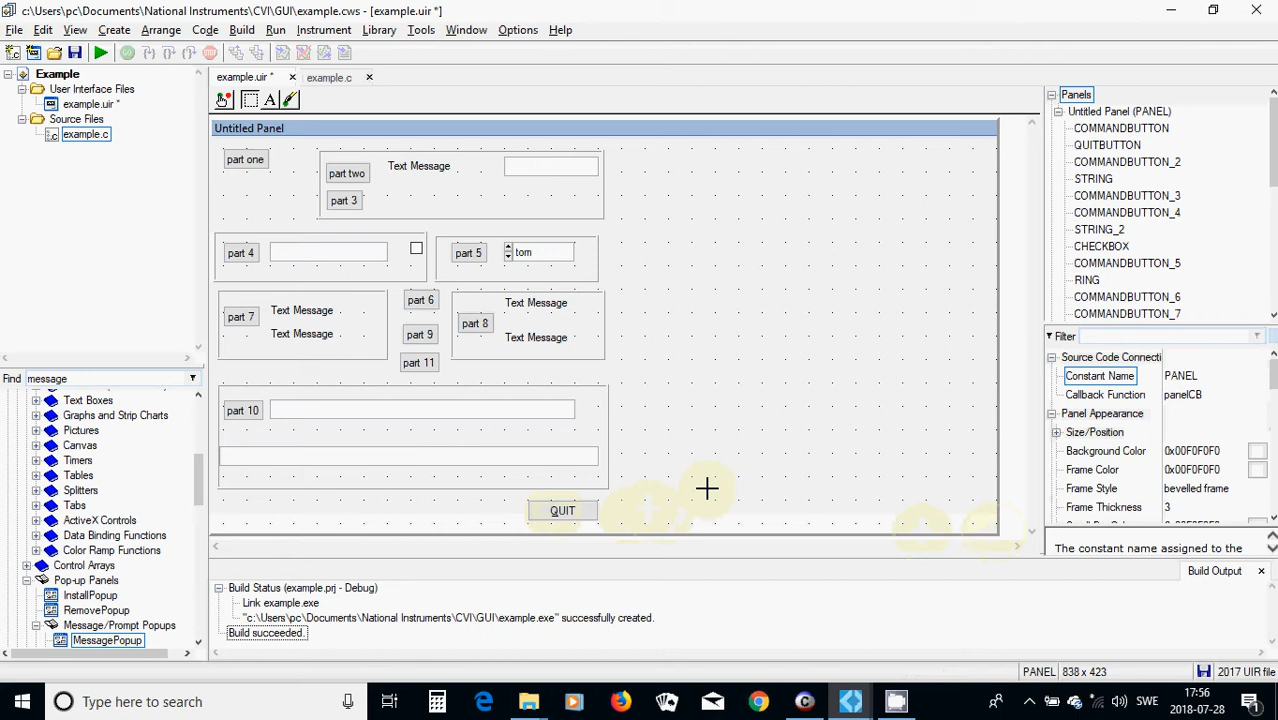 c:\Users\pc\Documents\National Instruments\CVI\GUI\example.cws - [example.uir *]
File Edit View Create Arrange Code Build Run Instrument Library Tools Window Options Help
Example
User Interface Files
example.uir *
Source Files
example.c
example.uir * example.c
Untitled Panel
part one
part two Text Message
part 3
part 4
part 5 tom
part 7 Text Message
Text Message
part 6
part 9
part 11
part 8 Text Message
Text Message
part 10
QUIT
Panels
Untitled Panel (PANEL)
COMMANDBUTTON
QUITBUTTON
COMMANDBUTTON_2
STRING
COMMANDBUTTON_3
COMMANDBUTTON_4
STRING_2
CHECKBOX
COMMANDBUTTON_5
RING
COMMANDBUTTON_6
COMMANDBUTTON_7
Filter
Source Code Connecti
Constant Name PANEL
Callback Function panelCB
Panel Appearance
Size/Position
Background Color 0x00F0F0F0
Frame Color 0x00F0F0F0
Frame Style bevelled frame
Frame Thickness 3
The constant name assigned to the
Find message
Text Boxes
Graphs and Strip Charts
Pictures
Canvas
Timers
Tables
Splitters
Tabs
ActiveX Controls
Data Binding Functions
Color Ramp Functions
Control Arrays
Pop-up Panels
InstallPopup
RemovePopup
Message/Prompt Popups
MessagePopup
Build Output
Build Status (example.prj - Debug)
Link example.exe
"c:\Users\pc\Documents\National Instruments\CVI\GUI\example.exe" successfully created.
Build succeeded.
PANEL 838 x 423 2017 UIR file
Type here to search
SWE
17:56
2018-07-28